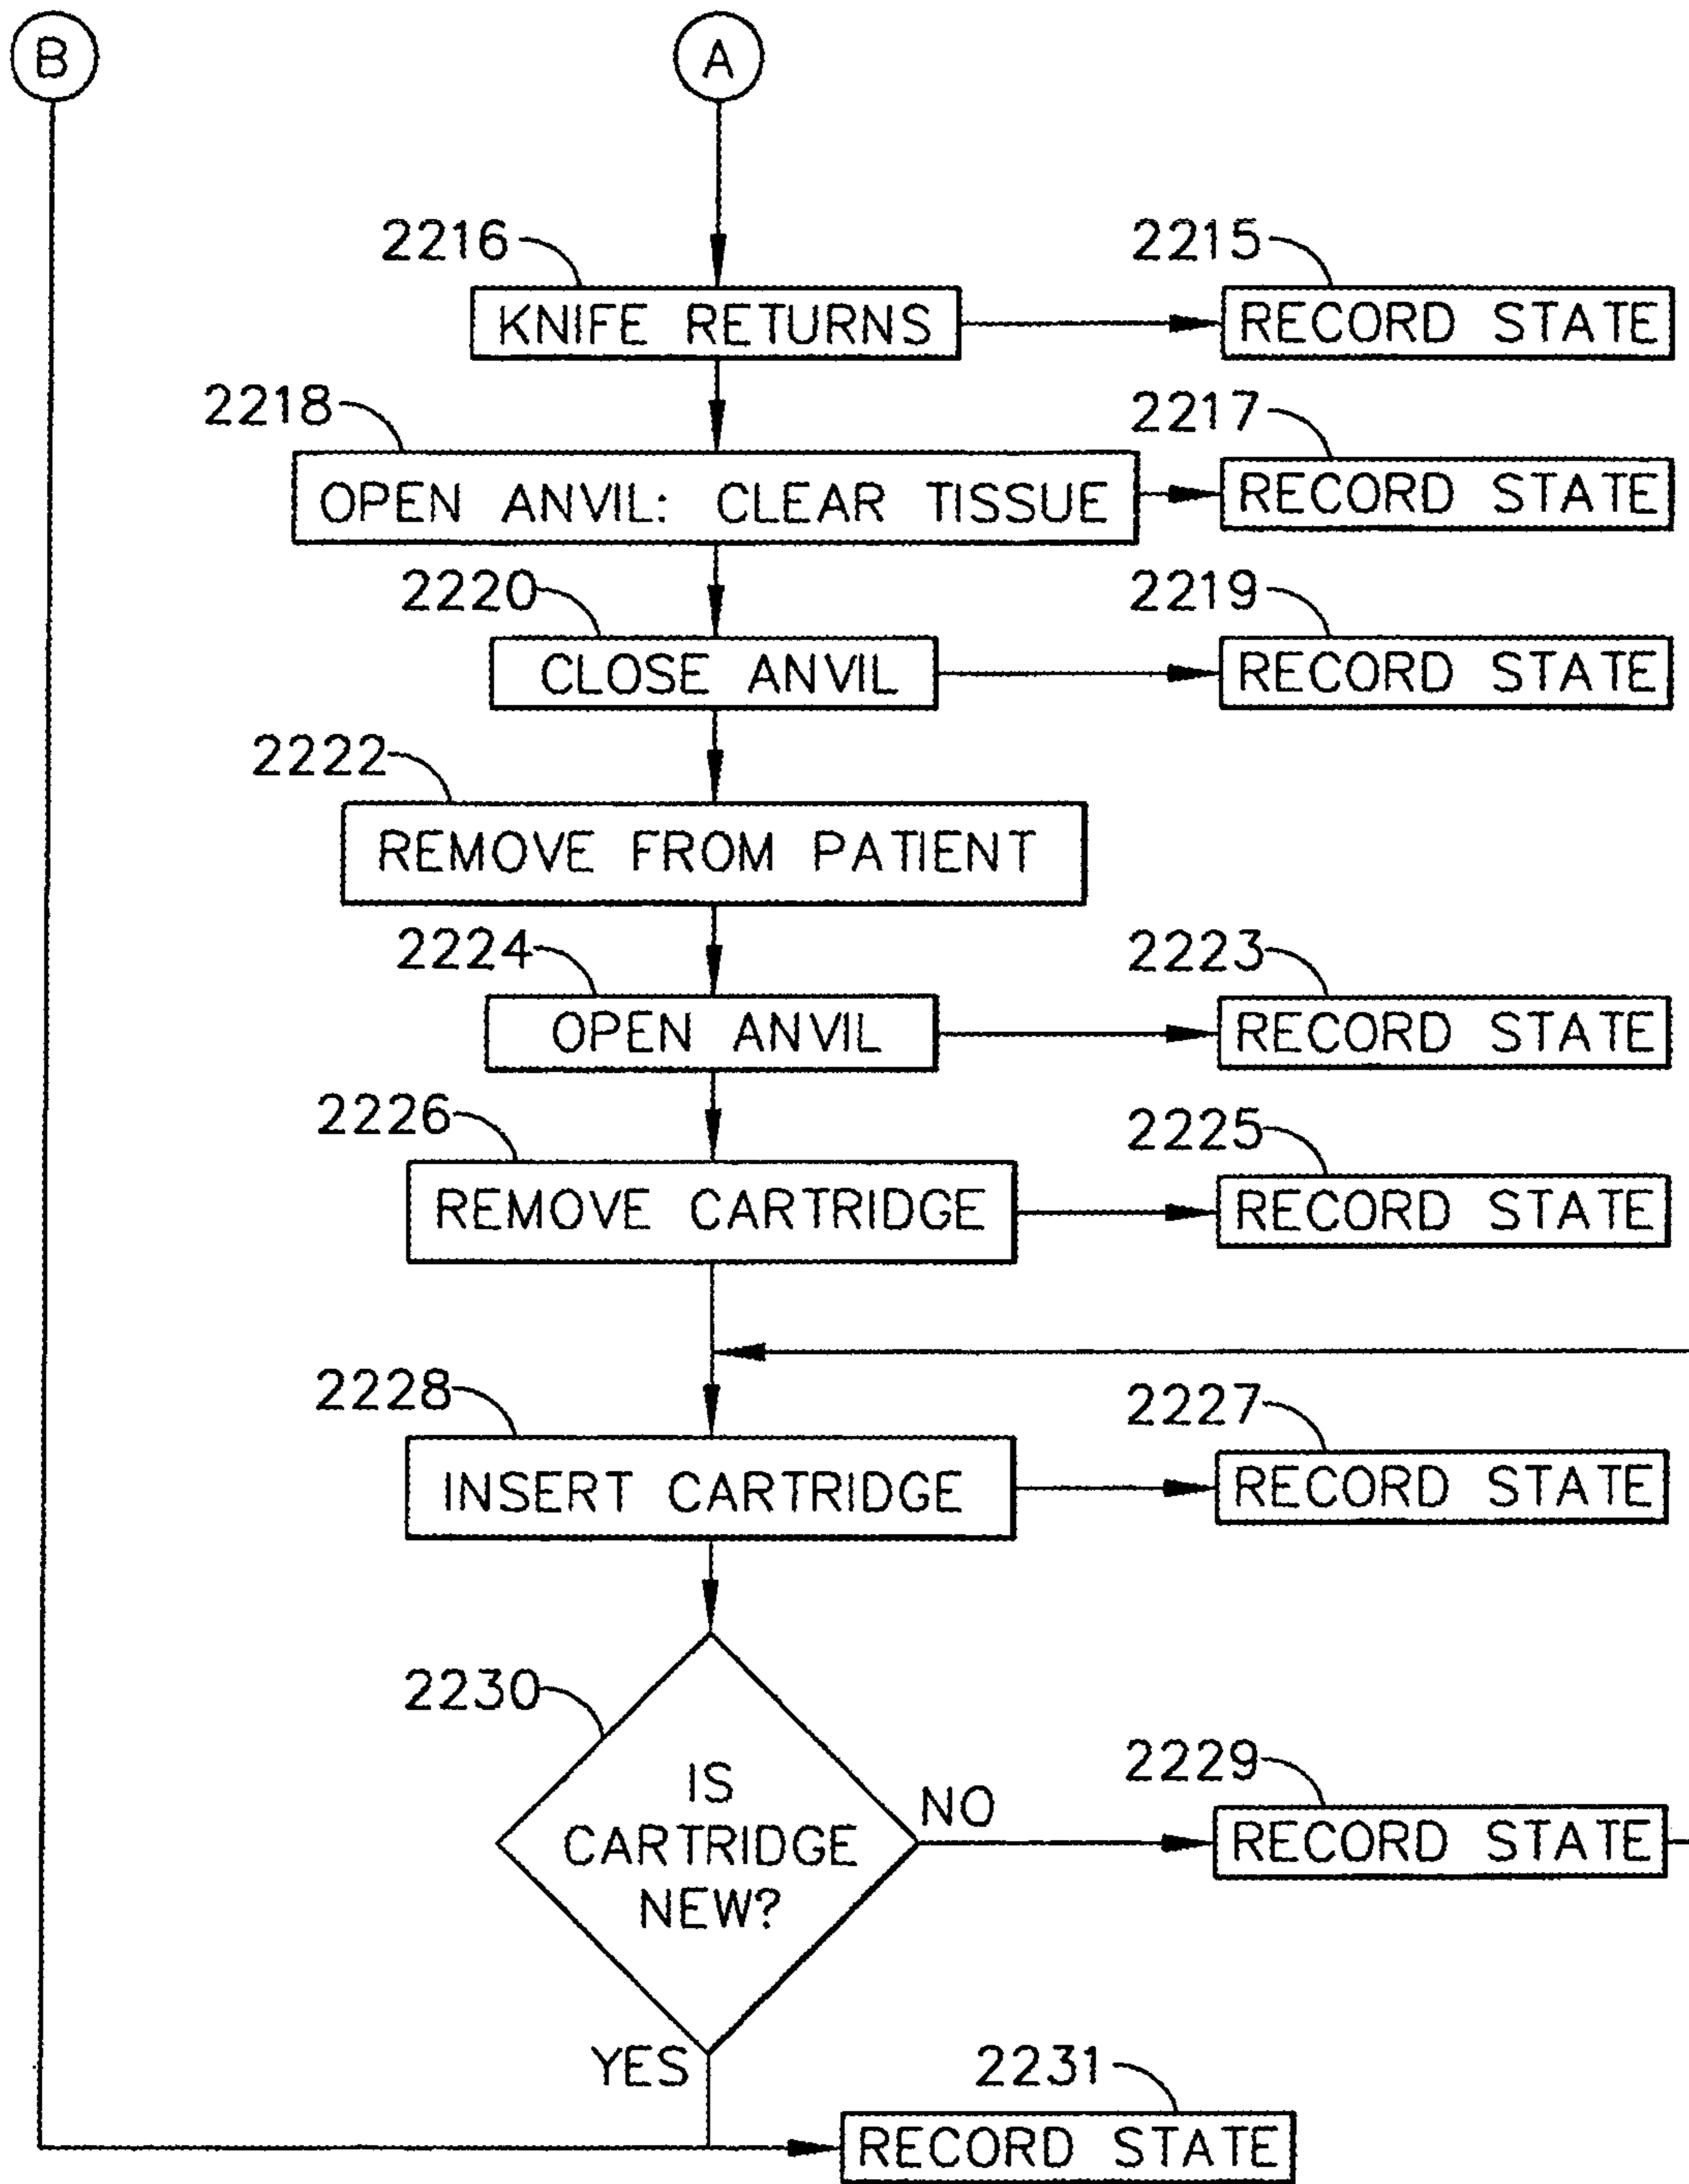 B
A
2216
2215
KNIFE RETURNS
RECORD STATE
2218
2217
OPEN ANVIL: CLEAR TISSUE
RECORD STATE
2220
2219
CLOSE ANVIL
RECORD STATE
2222
REMOVE FROM PATIENT
2224
2223
OPEN ANVIL
RECORD STATE
2226
2225
REMOVE CARTRIDGE
RECORD STATE
2228
2227
INSERT CARTRIDGE
RECORD STATE
2230
IS
CARTRIDGE
NEW?
NO
2229
RECORD STATE
YES
2231
RECORD STATE